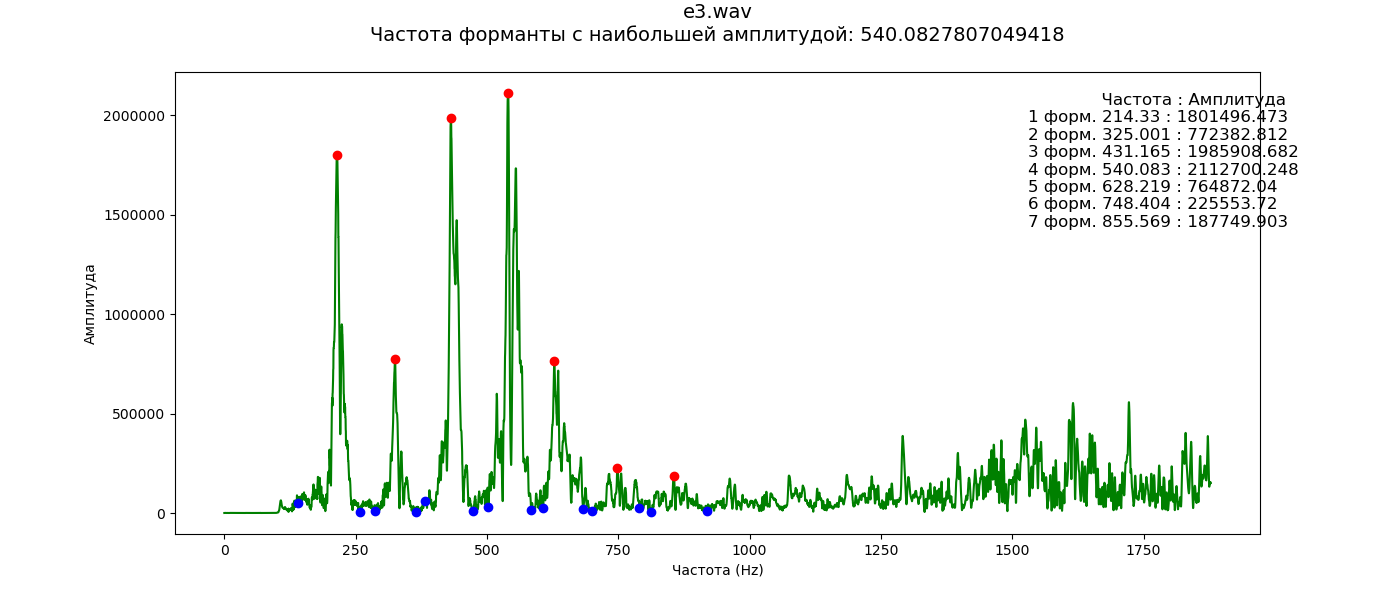 e3.wav
Частота форманты с наибольшей амплитудой: 540.0827807049418
Частота : Амплитуда
1 форм. 214.33 : 1801496.473
2 форм. 325.001 : 772382.812
3 форм. 431.165 : 1985908.682
4 форм. 540.083 : 2112700.248
5 форм. 628.219 : 764872.04
6 форм. 748.404 : 225553.72
7 форм. 855.569 : 187749.903
Амплитуда
2000000
1500000
1000000
500000
0
0 250 500 750 1000 1250 1500 1750
Частота (Hz)